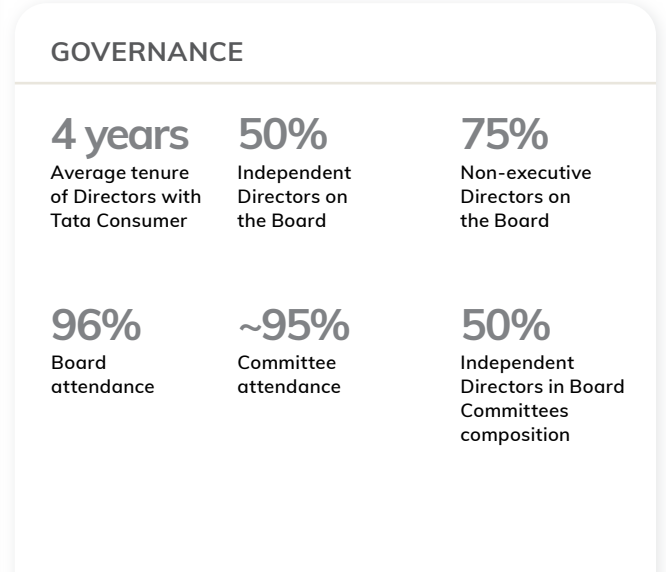 GOVERNANCE
4 years
Average tenure
of Directors with
Tata Consumer
50%
Independent
Directors on
the Board
75%
Non-executive
Directors on
the Board
96%
Board
attendance
~95%
Committee
attendance
50%
Independent
Directors in Board
Committees
composition